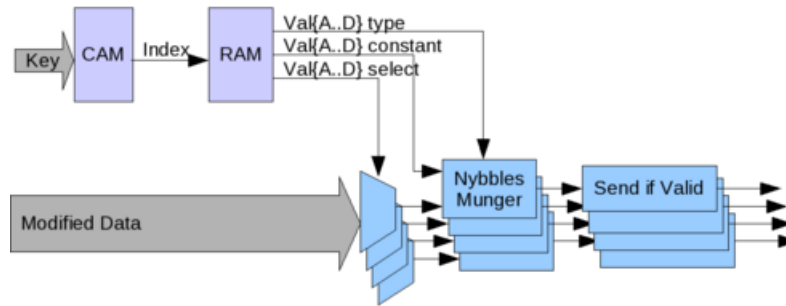 Val{A..D} type
Val{A..D} constant
Val{A..D} select
Key
CAM
Index
RAM
Modified Data
Nybbles
Munger
Send if Valid